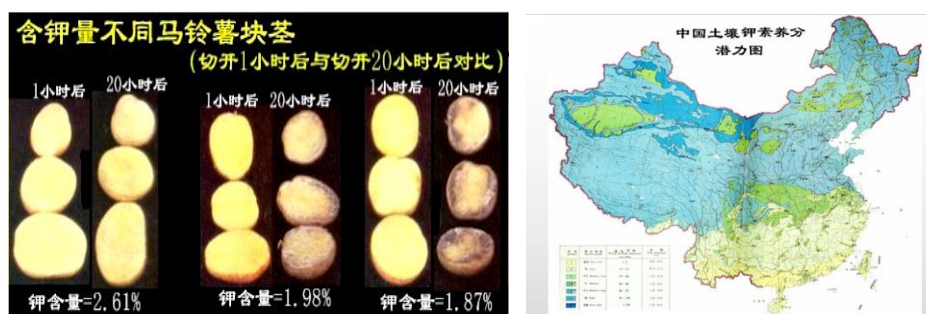 含钾量不同马铃薯块茎
(切开1小时后与切开20小时后对比)
1小时后
20小时后
1小时后
20小时后
1小时后
20小时后
钾含量=2.61%
钾含量=1.98%
钾含量=1.87%
中国土壤钾素养分
潜力图